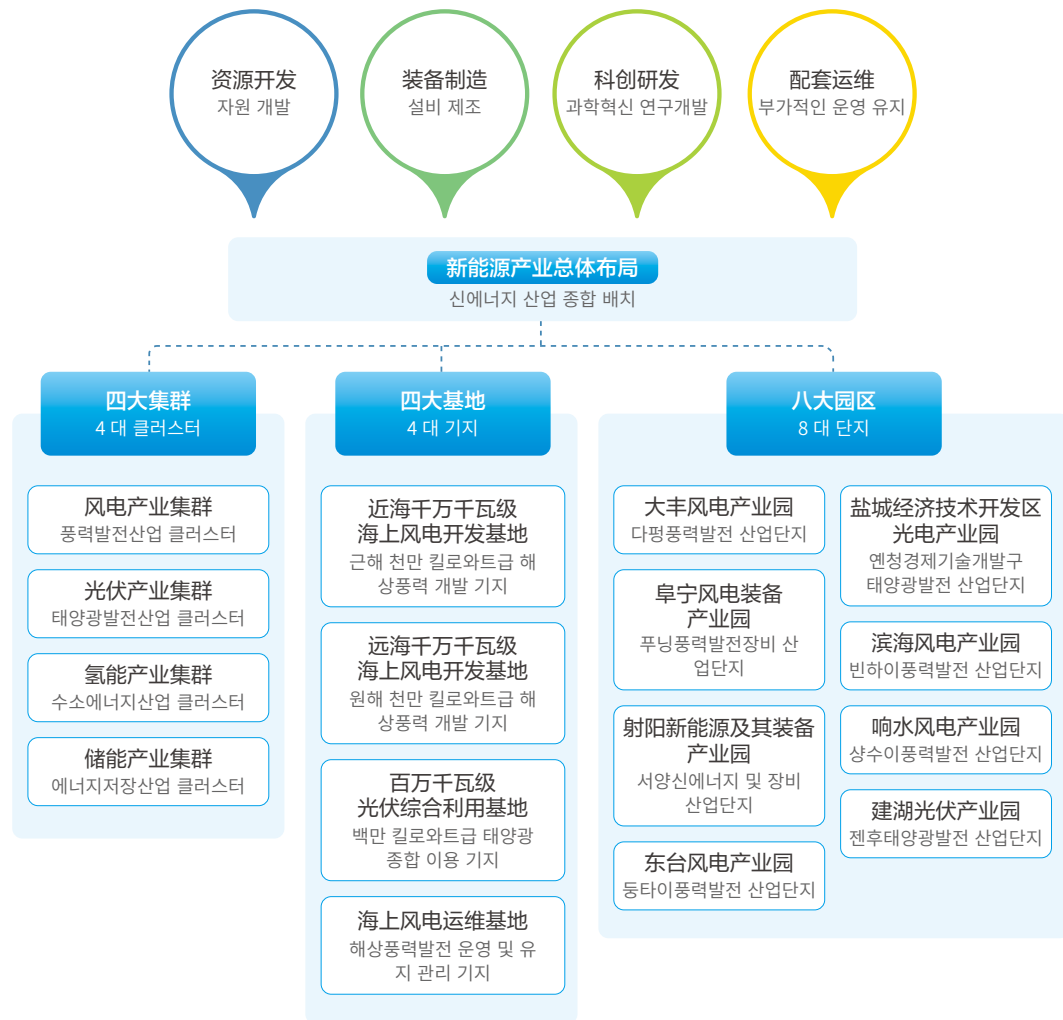 资源开发
자원 개발
装备制造
설비 제조
科创研发
과학혁신 연구개발
配套运维
부가적인 운영 유지
新能源产业总体布局
신에너지 산업 종합 배치
四大集群
4 대 클러스터
风电产业集群
풍력발전산업 클러스터
光伏产业集群
태양광발전산업 클러스터
氢能产业集群
수소에너지산업 클러스터
储能产业集群
에너지저장산업 클러스터
四大基地
4 대 기지
近海千万千瓦级
海上风电开发基地
근해 천만 킬로와트급 해
상풍력 개발 기지
远海千万千瓦级
海上风电开发基地
원해 천만 킬로와트급 해
상풍력 개발 기지
百万千瓦级
光伏综合利用基地
백만 킬로와트급 태양광
종합 이용 기지
海上风电运维基地
해상풍력발전 운영 및 유
지 관리 기지
八大园区
8 대 단지
大丰风电产业园
다펑풍력발전 산업단지
阜宁风电装备
产业园
푸닝풍력발전장비 산
업단지
射阳新能源及其装备
产业园
서양신에너지 및 장비
산업단지
东台风电产业园
둥타이풍력발전 산업단지
盐城经济技术开发区
光电产业园
옌청경제기술개발구
태양광발전 산업단지
滨海风电产业园
빈하이풍력발전 산업단지
响水风电产业园
샹수이풍력발전 산업단지
建湖光伏产业园
젠후태양광발전 산업단지